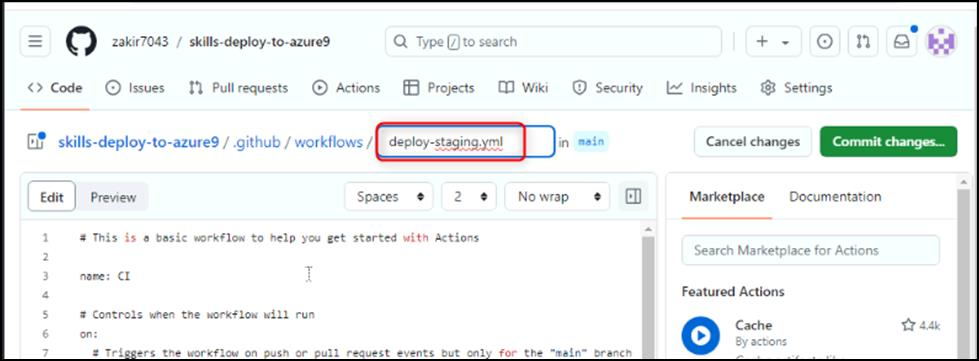 zakir7043 / skills-deploy-to-azure9 Type / to search
Code Issues Pull requests Actions Projects Wiki Security Insights Settings
skills-deploy-to-azure9 / .github / workflows / deploy-staging.yml in main Cancel changes Commit changes...
Edit Preview Spaces 2 No wrap Marketplace Documentation
1 # This is a basic workflow to help you get started with Actions
2
3 name: CI
4
5 # Controls when the workflow will run
6 on:
7 # Triggers the workflow on push or pull request events but only for the "main" branch
Search Marketplace for Actions
Featured Actions
Cache 4.4k
By actions